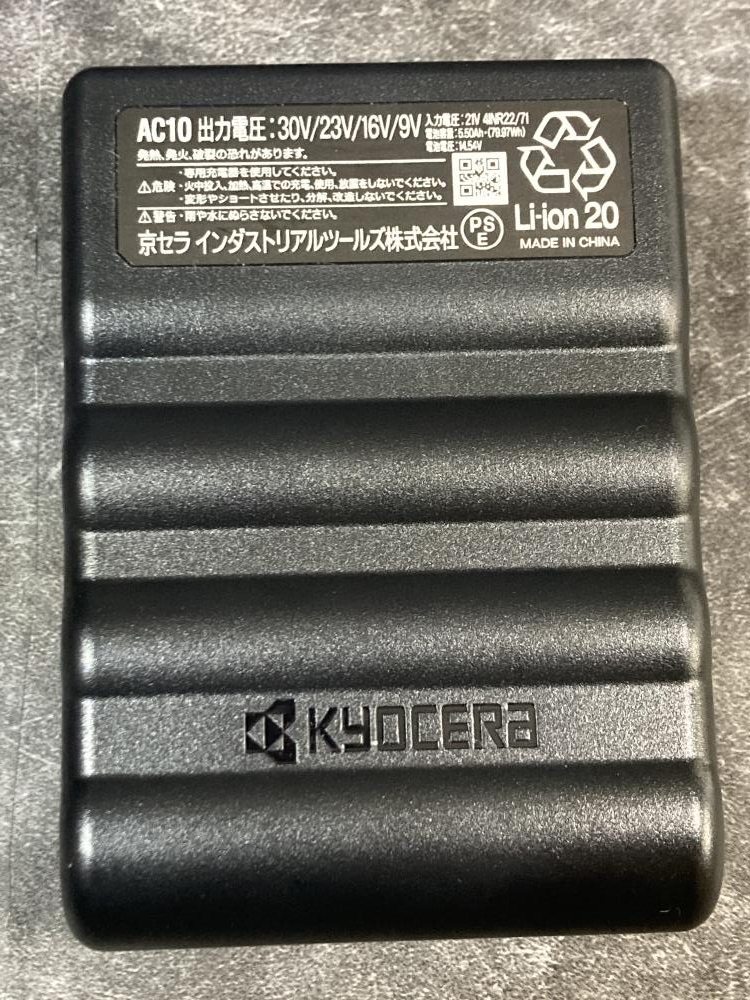 AC10 出力電圧:30V/23V/16V/9V
入力電圧:21V 4INR22/71
電池容量:5.50Ah・(79.97Wh)
電池電圧:14.54V
発熱、発火、破裂の恐れがあります。
・専用充電器を使用してください。
⚠危険・火中投入、加熱、高温での充電、使用、放置をしないでください。
・変形やショートさせたり、分解、改造しないでください。
⚠警告・雨や水にぬらさないでください。
京セラ インダストリアルツールズ株式会社
PS
E
Li-ion 20
MADE IN CHINA
KYOCERA